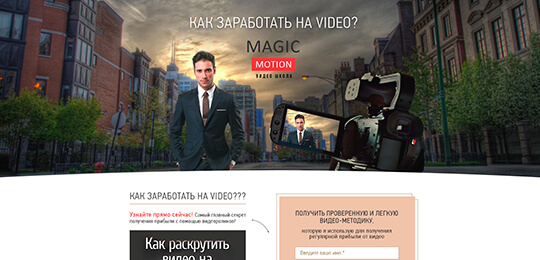 КАК ЗАРАБОТАТЬ НА VIDEO?
MAGIC
MOTION
ВИДЕО ШКОЛА
КАК ЗАРАБОТАТЬ НА VIDEO???
Узнайте прямо сейчас! Самый главный секрет
получения прибыли с помощью видеороликов!
Как раскрутить
видео на
ПОЛУЧИТЬ ПРОВЕРЕННУЮ И ЛЕГКУЮ
ВИДЕО-МЕТОДИКУ,
которую я использую для получения
регулярной прибыли от видео
Введите ваше имя *